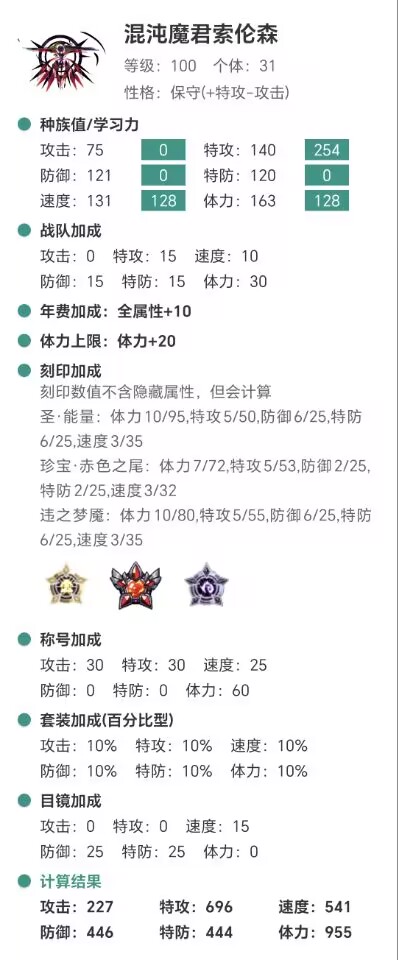 混沌魔君索伦森
等级：100 个体：31
性格：保守(+特攻-攻击)
种族值/学习力
攻击：75 0 特攻：140 254
防御：121 0 特防：120 0
速度：131 128 体力：163 128
战队加成
攻击：0 特攻：15 速度：10
防御：15 特防：15 体力：30
年费加成：全属性+10
体力上限：体力+20
刻印加成
刻印数值不含隐藏属性，但会计算
圣·能量：体力10/95,特攻5/50,防御6/25,特防
6/25,速度3/35
珍宝·赤色之尾：体力7/72,特攻5/53,防御2/25,
特防2/25,速度3/32
违之梦魇：体力10/80,特攻5/55,防御6/25,特防
6/25,速度3/35
称号加成
攻击：30 特攻：30 速度：25
防御：0 特防：0 体力：60
套装加成(百分比型)
攻击：10% 特攻：10% 速度：10%
防御：10% 特防：10% 体力：10%
目镜加成
攻击：0 特攻：0 速度：15
防御：25 特防：25 体力：0
计算结果
攻击：227 特攻：696 速度：541
防御：446 特防：444 体力：955